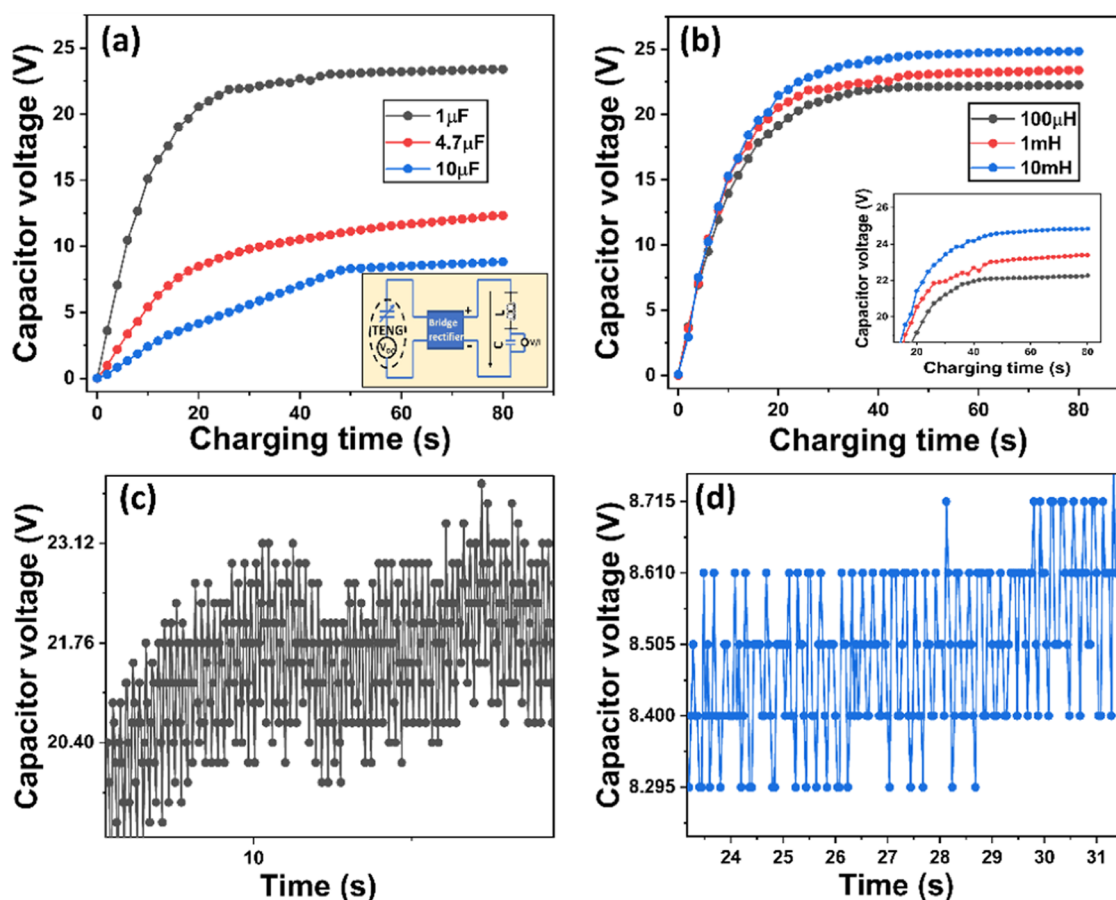 (a)
Capacitor voltage (V)
25
20
15
10
5
0
1μF
4.7μF
10μF
TENG
V
Bridge
rectifier
+
-
C
L
V/I
0 20 40 60 80
Charging time (s)
(b)
Capacitor voltage (V)
25
20
15
10
5
0
100μH
1mH
10mH
Capacitor voltage (V)
26
24
22
20
20 40 60 80
Charging time (s)
0 20 40 60 80
Charging time (s)
(c)
Capacitor voltage (V)
23.12
21.76
20.40
10
Time (s)
(d)
Capacitor voltage (V)
8.715
8.610
8.505
8.400
8.295
24 25 26 27 28 29 30 31
Time (s)